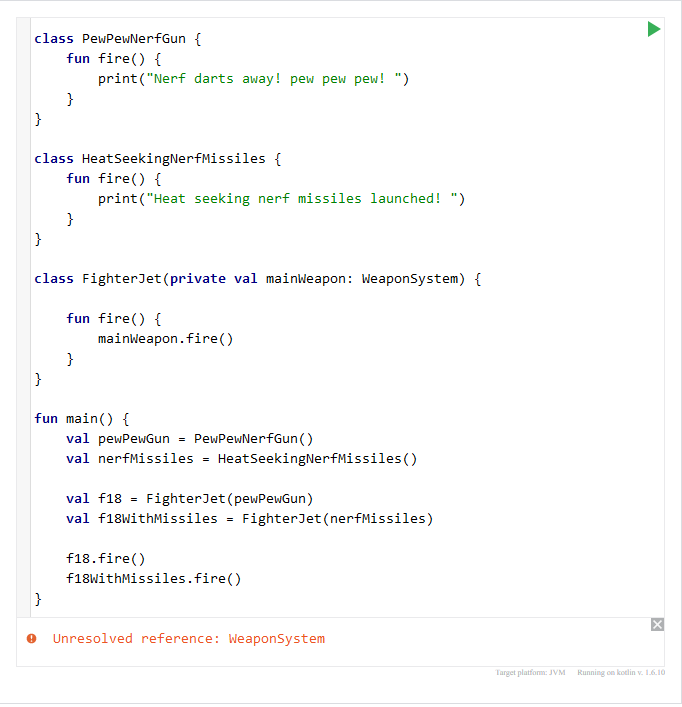 class PewPewNerfGun {
    fun fire() {
        print("Nerf darts away! pew pew pew! ")
    }
}

class HeatSeekingNerfMissiles {
    fun fire() {
        print("Heat seeking nerf missiles launched! ")
    }
}

class FighterJet(private val mainWeapon: WeaponSystem) {

    fun fire() {
        mainWeapon.fire()
    }
}

fun main() {
    val pewPewGun = PewPewNerfGun()
    val nerfMissiles = HeatSeekingNerfMissiles()

    val f18 = FighterJet(pewPewGun)
    val f18WithMissiles = FighterJet(nerfMissiles)

    f18.fire()
    f18WithMissiles.fire()
}
Unresolved reference: WeaponSystem
Target platform: JVM Running on kotlin v. 1.6.10